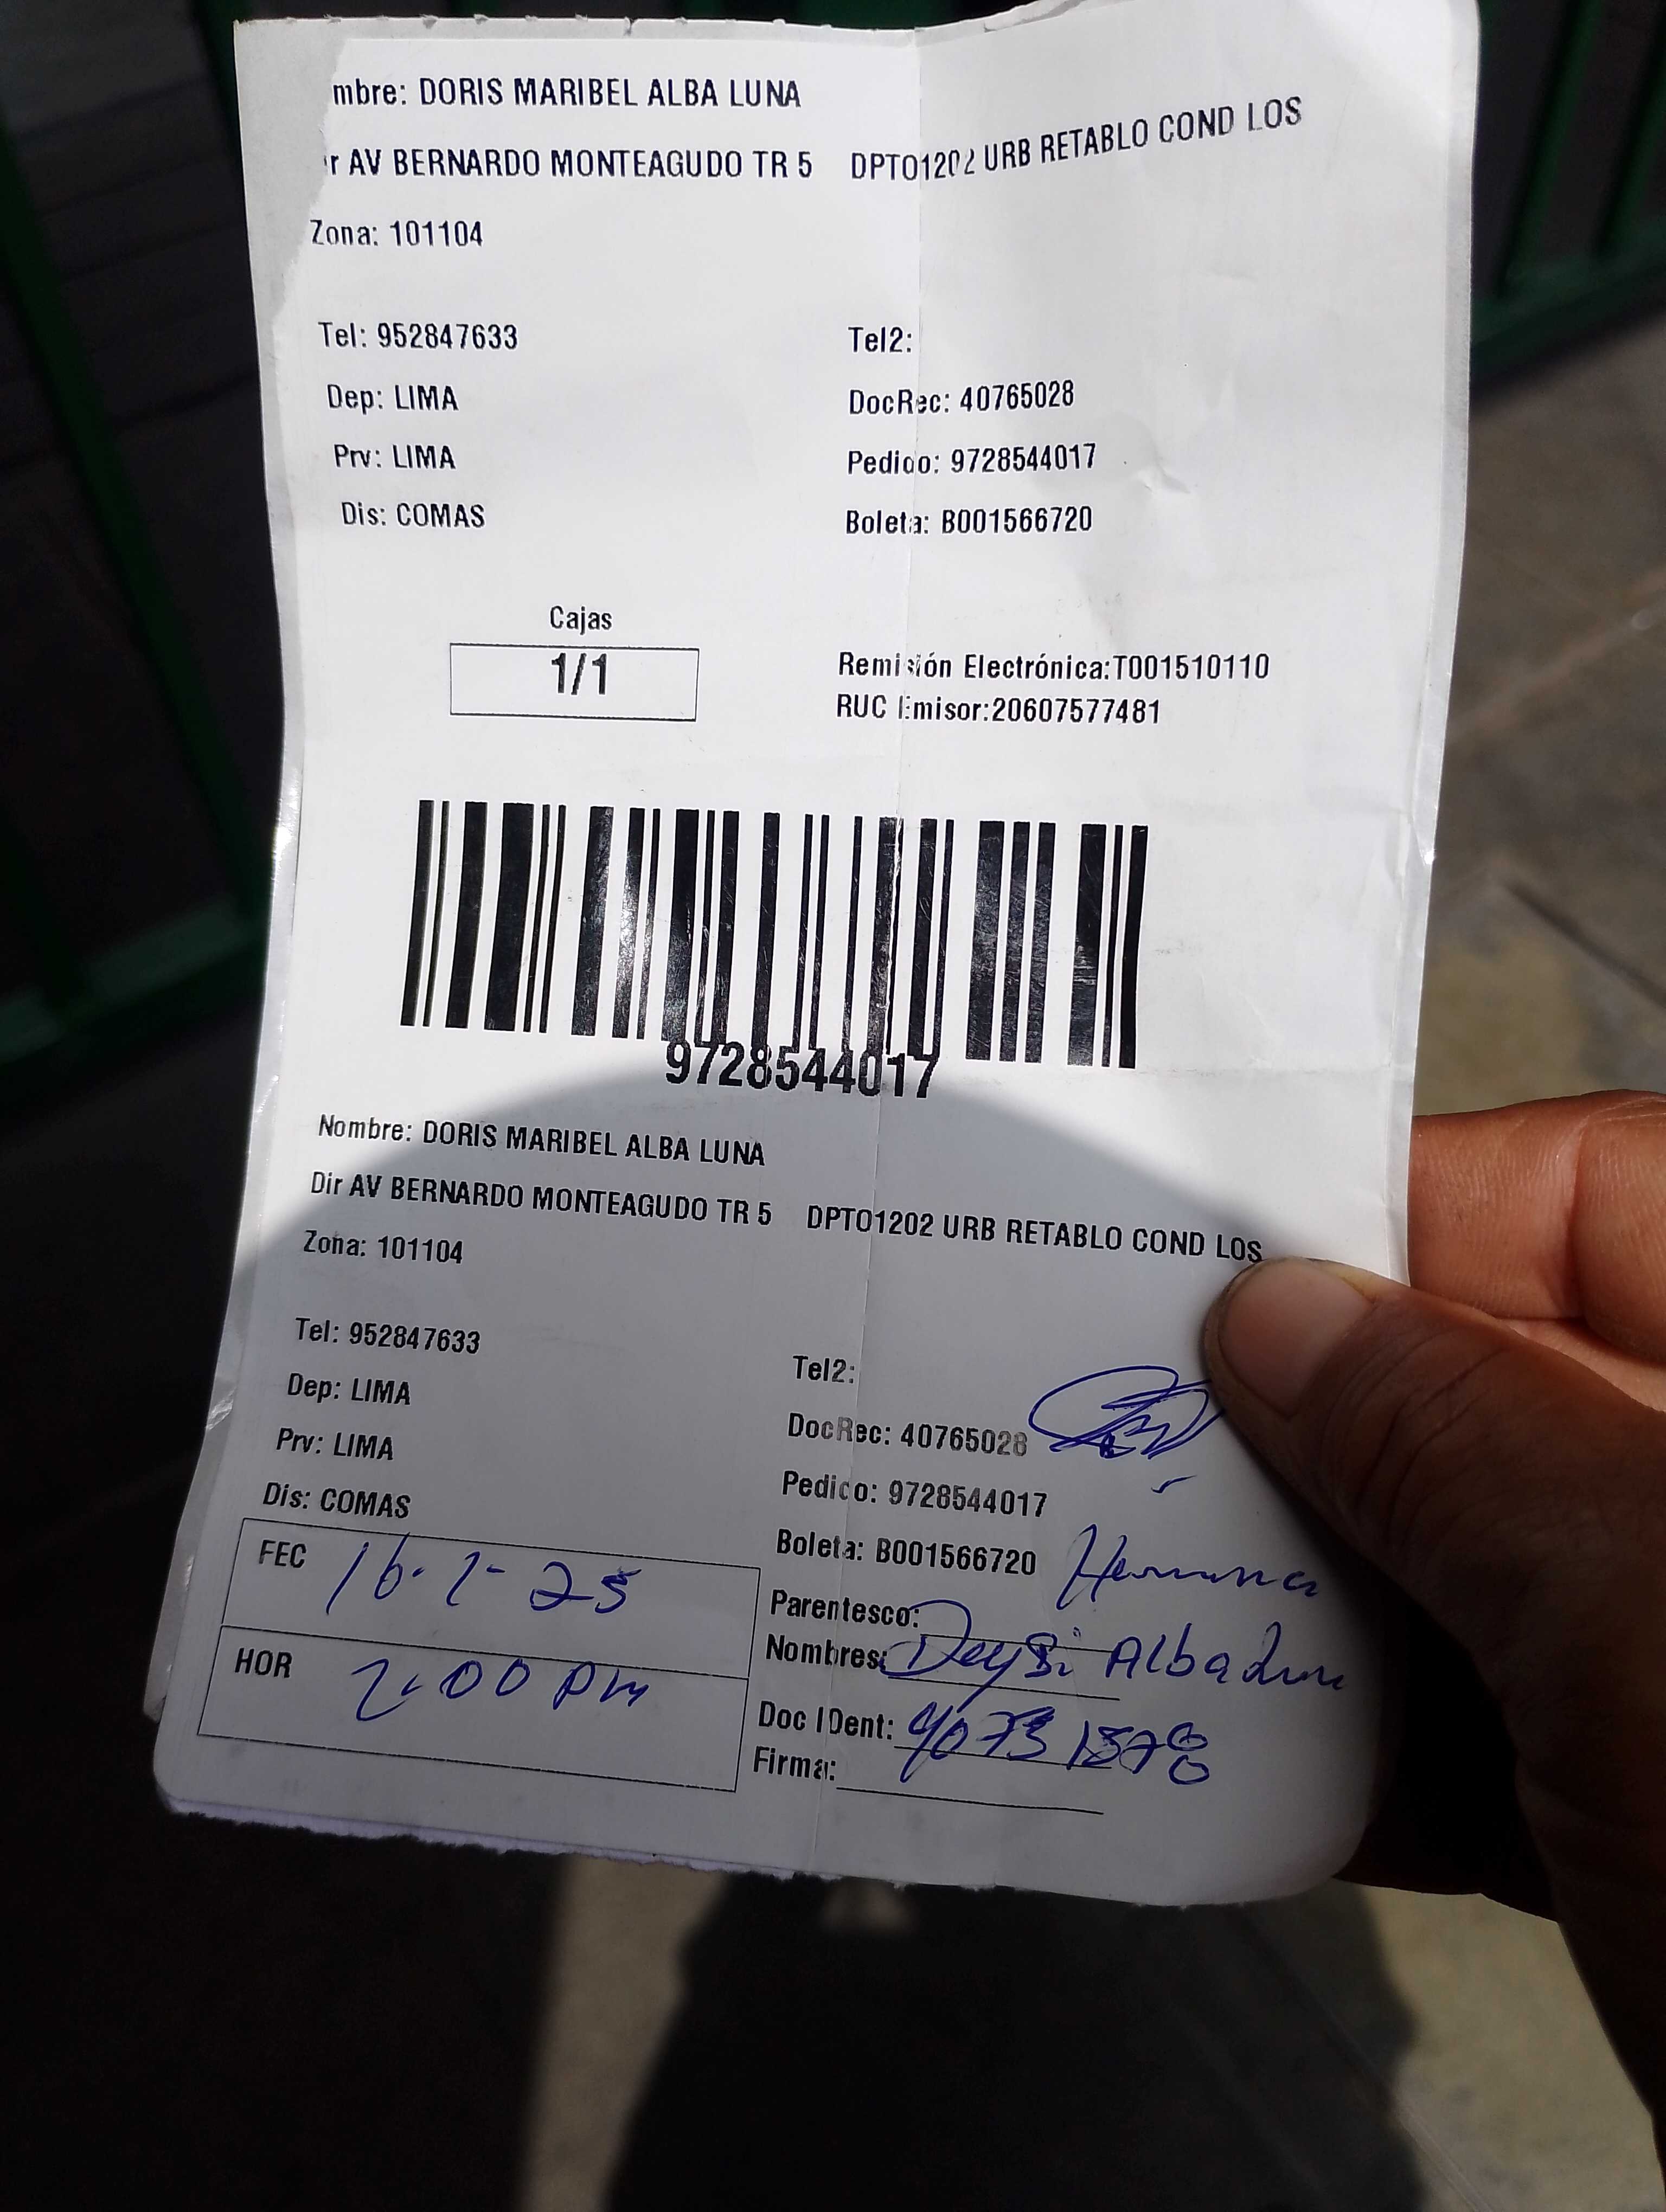 mbre: DORIS MARIBEL ALBA LUNA
r AV BERNARDO MONTEAGUDO TR 5 DPTO1202 URB RETABLO COND LOS
Zona: 101104
Tel: 952847633 Tel2:
Dep: LIMA DocRec: 40765028
Prv: LIMA Pedido: 9728544017
Dis: COMAS Boleta: B001566720
Cajas
1/1
Remisión Electrónica:T001510110
RUC Emisor:20607577481
9728544017
Nombre: DORIS MARIBEL ALBA LUNA
Dir AV BERNARDO MONTEAGUDO TR 5 DPTO1202 URB RETABLO COND LOS
Zona: 101104
Tel: 952847633 Tel2:
Dep: LIMA DocRec: 40765028
Prv: LIMA Pedido: 9728544017
Dis: COMAS Boleta: B001566720
FEC
HOR 2:00 pm
Parentesco: Hermana
Nombres: Deysi Alba Luna
Doc IDent:
Firma: